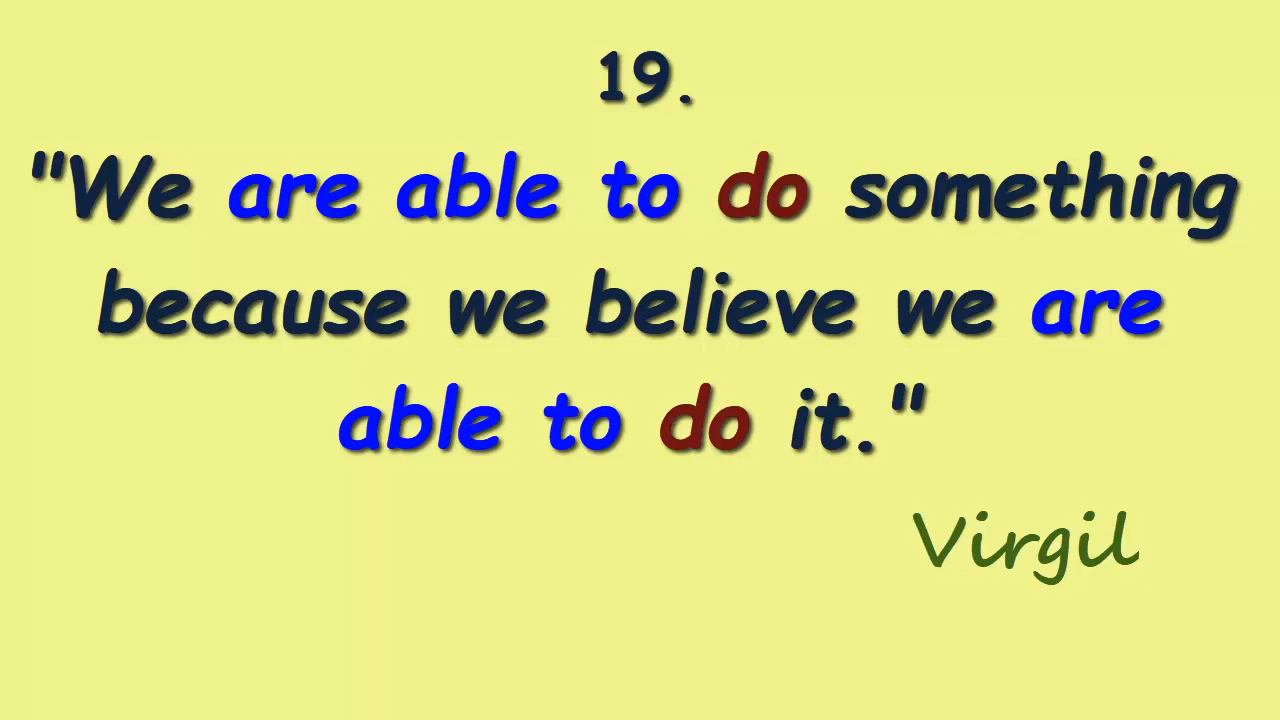 19.
"We are able to do something
because we believe we are
able to do it."
Virgil